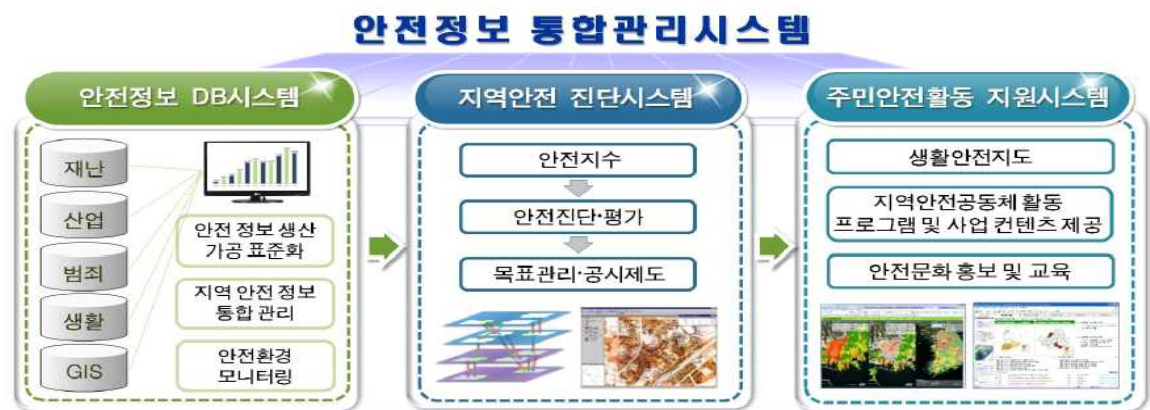 안전정보 통합관리시스템
안전정보 DB시스템
재난
산업
범죄
생활
GIS
안전 정보 생산
가공 표준화
지역 안전 정보
통합 관리
안전환경
모니터링
지역안전 진단시스템
안전지수
안전진단·평가
목표관리·공시제도
주민안전활동 지원시스템
생활안전지도
지역안전공동체 활동
프로그램 및 사업 컨텐츠 제공
안전문화 홍보 및 교육